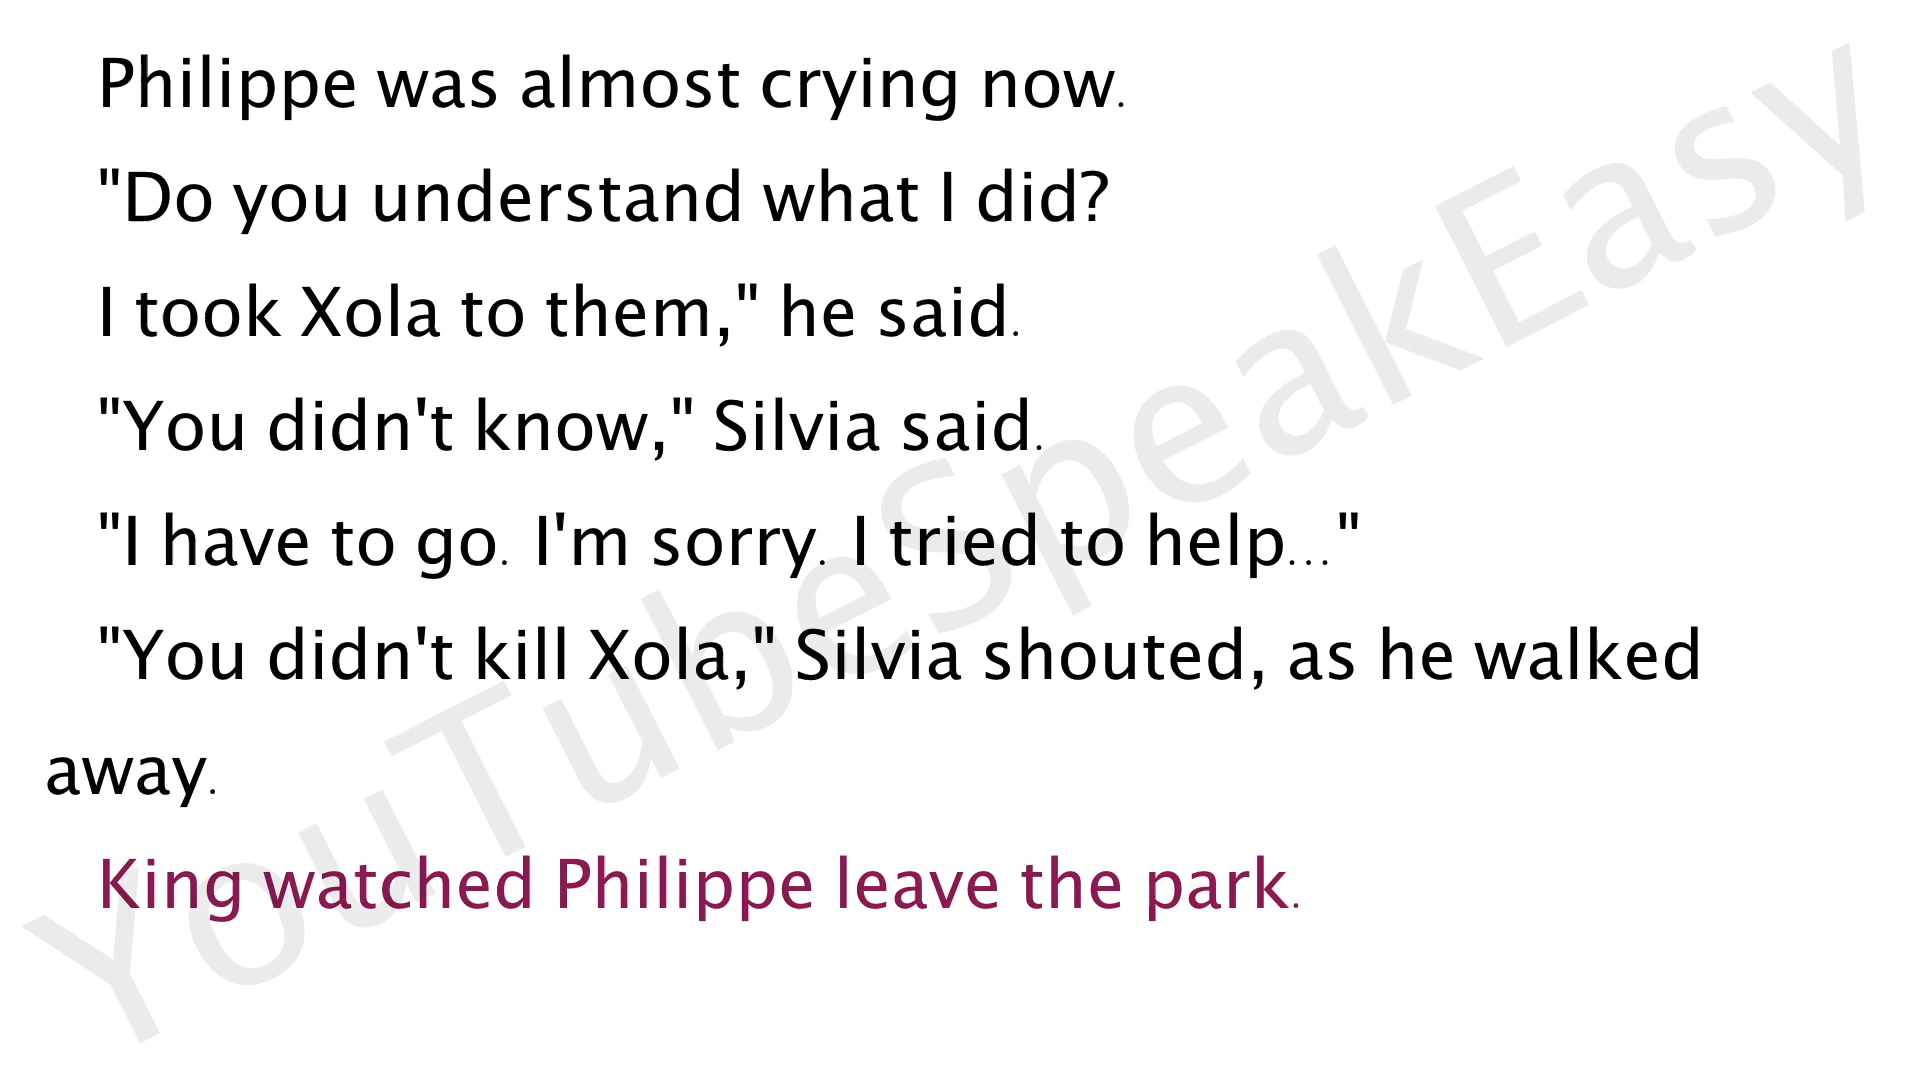 Philippe was almost crying now.
"Do you understand what I did?
I took Xola to them," he said.
"You didn't know," Silvia said.
"I have to go. I'm sorry. I tried to help..."
"You didn't kill Xola," Silvia shouted, as he walked
away.
King watched Philippe leave the park.
YouTubeSpeakEasy